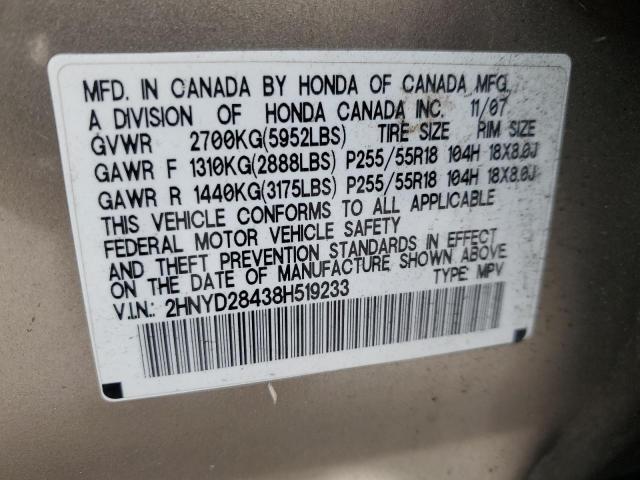 MFD. IN CANADA BY HONDA OF CANADA MFG.,
A DIVISION OF HONDA CANADA INC. 11/07
GVWR 2700KG(5952LBS) TIRE SIZE RIM SIZE
GAWR F 1310KG(2888LBS) P255/55R18 104H 18X8.0J
GAWR R 1440KG(3175LBS) P255/55R18 104H 18X8.0J
THIS VEHICLE CONFORMS TO ALL APPLICABLE
FEDERAL MOTOR VEHICLE SAFETY
AND THEFT PREVENTION STANDARDS IN EFFECT
ON THE DATE OF MANUFACTURE SHOWN ABOVE.
V.I.N.: 2HNYD28438H519233 TYPE: MPV